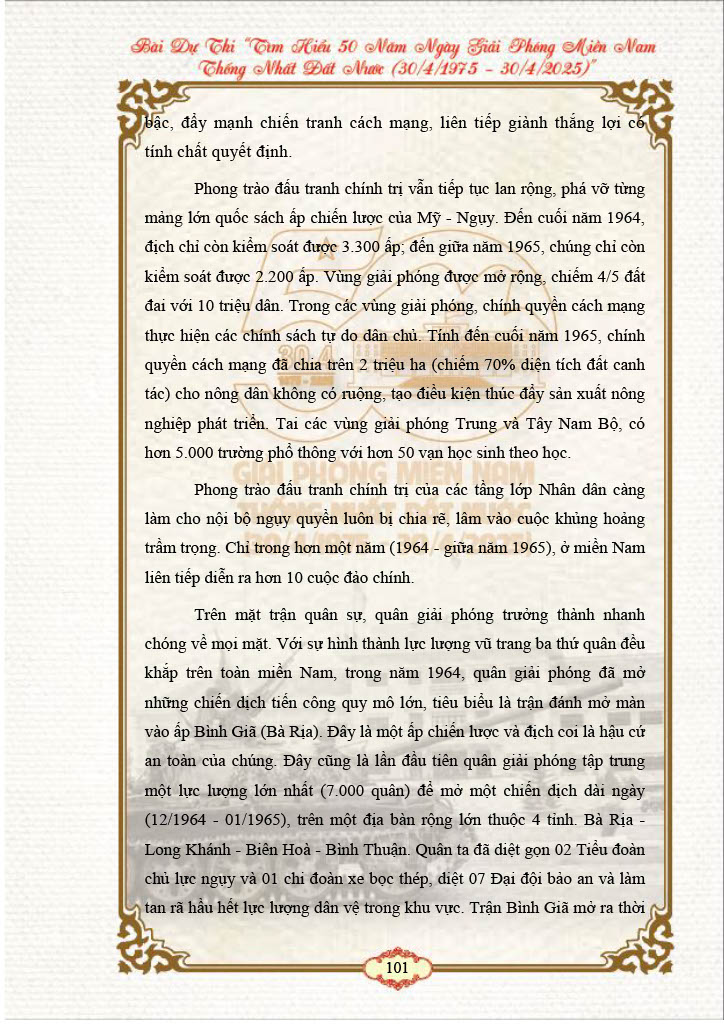 Bài Dự Thi "Tìm Hiểu 50 Năm Ngày Giải Phóng Miền Nam
Thống Nhất Đất Nước (30/4/1975 - 30/4/2025)"
bậc, đẩy mạnh chiến tranh cách mạng, liên tiếp giành thắng lợi có
tính chất quyết định.
Phong trào đấu tranh chính trị vẫn tiếp tục lan rộng, phá vỡ từng
mảng lớn quốc sách ấp chiến lược của Mỹ - Ngụy. Đến cuối năm 1964,
địch chỉ còn kiểm soát được 3.300 ấp; đến giữa năm 1965, chúng chỉ còn
kiểm soát được 2.200 ấp. Vùng giải phóng được mở rộng, chiếm 4/5 đất
đai với 10 triệu dân. Trong các vùng giải phóng, chính quyền cách mạng
thực hiện các chính sách tự do dân chủ. Tính đến cuối năm 1965, chính
quyền cách mạng đã chia trên 2 triệu ha (chiếm 70% diện tích đất canh
tác) cho nông dân không có ruộng, tạo điều kiện thúc đẩy sản xuất nông
nghiệp phát triển. Tai các vùng giải phóng Trung và Tây Nam Bộ, có
hơn 5.000 trường phổ thông với hơn 50 vạn học sinh theo học.
Phong trào đấu tranh chính trị của các tầng lớp Nhân dân càng
làm cho nội bộ ngụy quyền luôn bị chia rẽ, lâm vào cuộc khủng hoảng
trầm trọng. Chỉ trong hơn một năm (1964 - giữa năm 1965), ở miền Nam
liên tiếp diễn ra hơn 10 cuộc đảo chính.
Trên mặt trận quân sự, quân giải phóng trưởng thành nhanh
chóng về mọi mặt. Với sự hình thành lực lượng vũ trang ba thứ quân đều
khắp trên toàn miền Nam, trong năm 1964, quân giải phóng đã mở
những chiến dịch tiến công quy mô lớn, tiêu biểu là trận đánh mở màn
vào ấp Bình Giã (Bà Rịa). Đây là một ấp chiến lược và địch coi là hậu cứ
an toàn của chúng. Đây cũng là lần đầu tiên quân giải phóng tập trung
một lực lượng lớn nhất (7.000 quân) để mở một chiến dịch dài ngày
(12/1964 - 01/1965), trên một địa bàn rộng lớn thuộc 4 tỉnh. Bà Rịa -
Long Khánh - Biên Hoà - Bình Thuận. Quân ta đã diệt gọn 02 Tiểu đoàn
chủ lực ngụy và 01 chi đoàn xe bọc thép, diệt 07 Đại đội bảo an và làm
tan rã hầu hết lực lượng dân vệ trong khu vực. Trận Bình Giã mở ra thời
50
30.4
GIẢI PHÓNG MIỀN NAM
THỐNG NHẤT ĐẤT NƯỚC
(30/4/1975 - 30/4/2025)
101